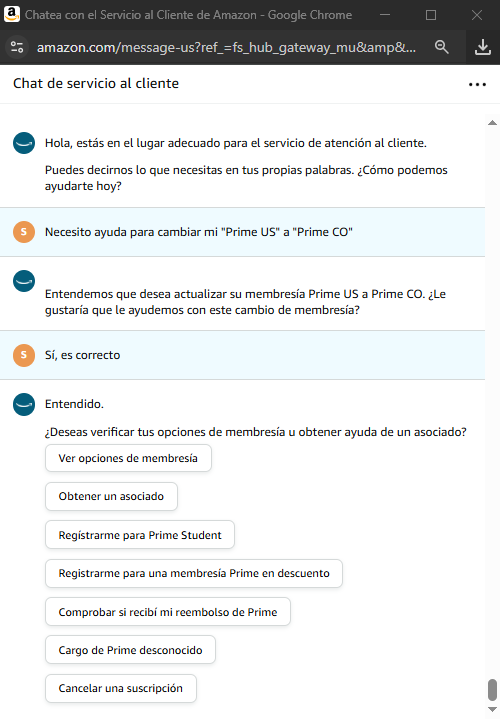 Chatea con el Servicio al Cliente de Amazon - Google Chrome
amazon.com/message-us?ref_=fs_hub_gateway_mu&amp&...
Chat de servicio al cliente
Hola, estás en el lugar adecuado para el servicio de atención al cliente.
Puedes decirnos lo que necesitas en tus propias palabras. ¿Cómo podemos
ayudarte hoy?
S
Necesito ayuda para cambiar mi "Prime US" a "Prime CO"
Entendemos que desea actualizar su membresía Prime US a Prime CO. ¿Le
gustaría que le ayudemos con este cambio de membresía?
S
Sí, es correcto
Entendido.
¿Deseas verificar tus opciones de membresía u obtener ayuda de un asociado?
Ver opciones de membresía
Obtener un asociado
Regístrarme para Prime Student
Registrarme para una membresía Prime en descuento
Comprobar si recibí mi reembolso de Prime
Cargo de Prime desconocido
Cancelar una suscripción